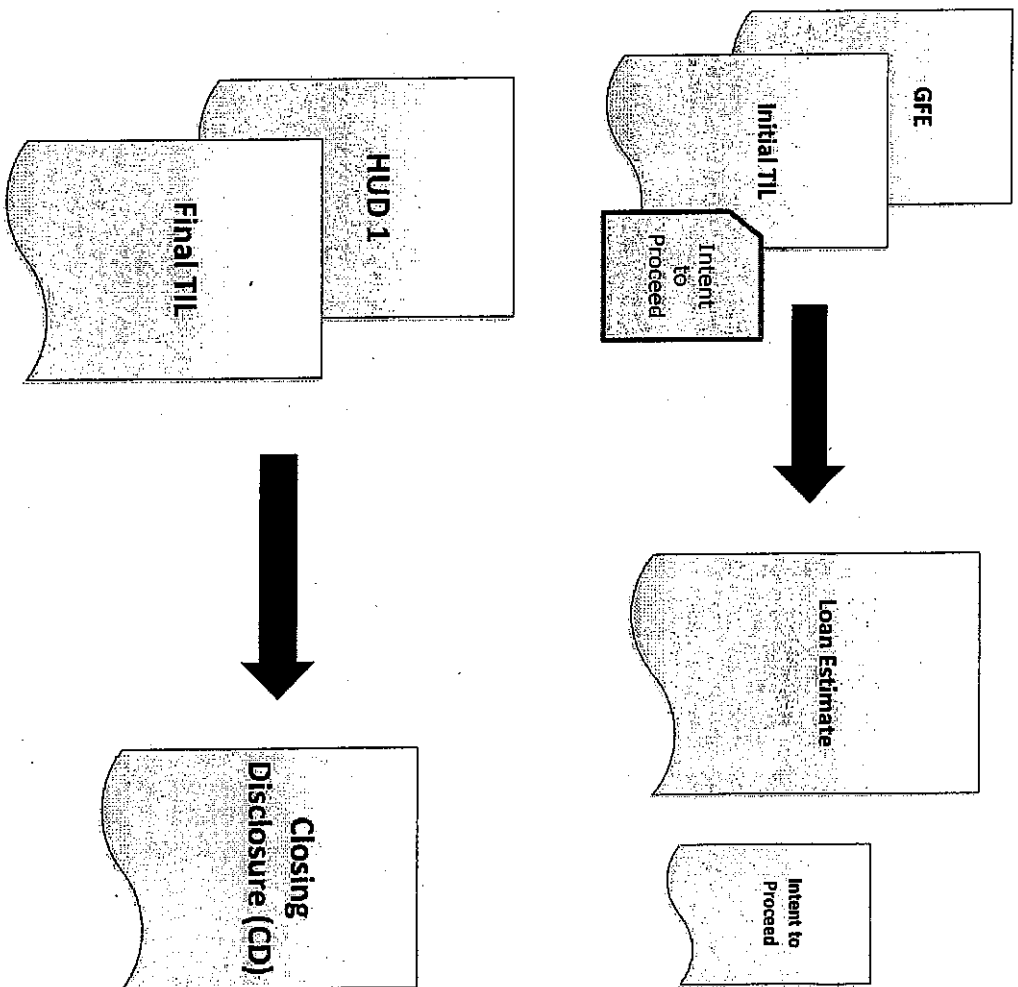 GFE
Initial TIL
Intent
to
Proceed
Loan Estimate
Intent to
Proceed
HUD 1
Final TIL
Closing
Disclosure (CD)